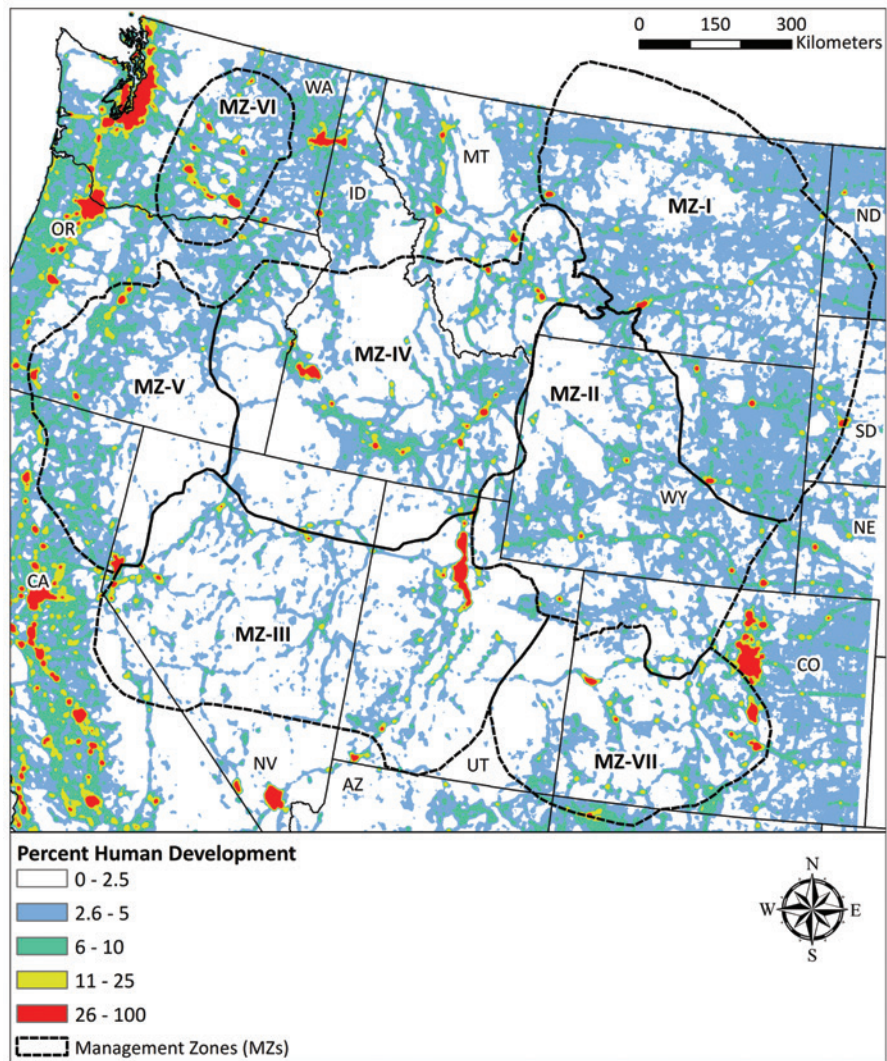 0 150 300
Kilometers
WA
MZ-VI
MT
ID
MZ-I
ND
OR
MZ-IV
MZ-V
MZ-II
SD
WY
NE
CA
MZ-III
CO
NV
AZ
UT
MZ-VII
Percent Human Development
0 - 2.5
2.6 - 5
6 - 10
11 - 25
26 - 100
Management Zones (MZs)
N
W E
S